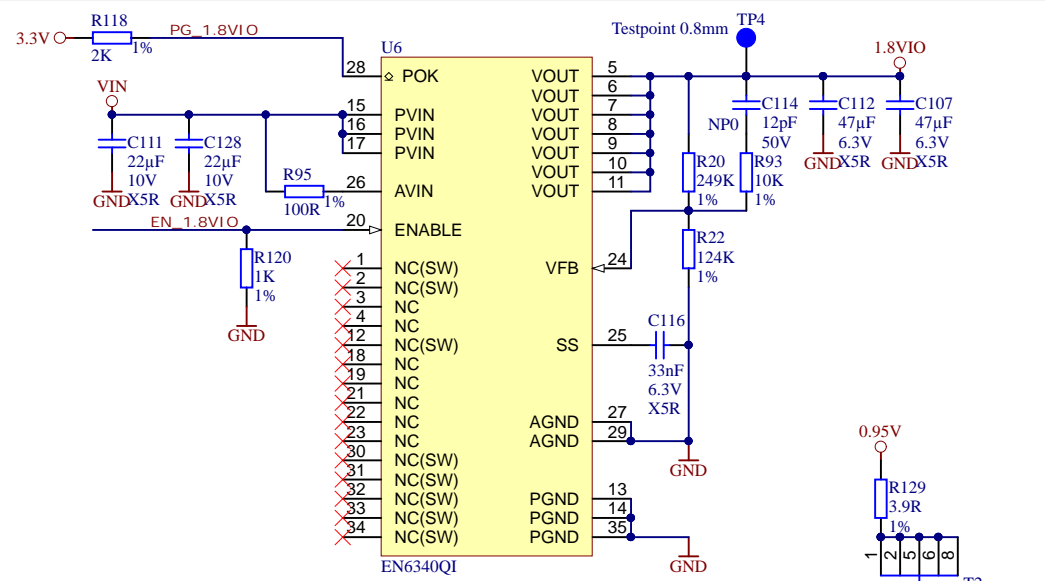 R118
3.3V
2K
1%
PG_1.8VIO
VIN
C111
22µF
10V
X5R
GND
C128
22µF
10V
X5R
GND
R95
100R
1%
EN_1.8VIO
R120
1K
1%
GND
U6
28 POK
15 PVIN
16 PVIN
17 PVIN
26 AVIN
20 ENABLE
1 NC(SW)
2 NC(SW)
3 NC
4 NC
12 NC(SW)
18 NC
19 NC
21 NC
22 NC
23 NC
30 NC(SW)
31 NC(SW)
32 NC(SW)
33 NC(SW)
34 NC(SW)
VOUT 5
VOUT 6
VOUT 7
VOUT 8
VOUT 9
VOUT 10
VOUT 11
VFB 24
SS 25
AGND 27
AGND 29
PGND 13
PGND 14
PGND 35
EN6340QI
Testpoint 0.8mm
TP4
1.8VIO
C114
12pF
50V
NP0
C112
47µF
6.3V
X5R
GND
C107
47µF
6.3V
X5R
GND
R20
249K
1%
R93
10K
1%
R22
124K
1%
C116
33nF
6.3V
X5R
GND
GND
0.95V
R129
3.9R
1%
1 2 5 6 8